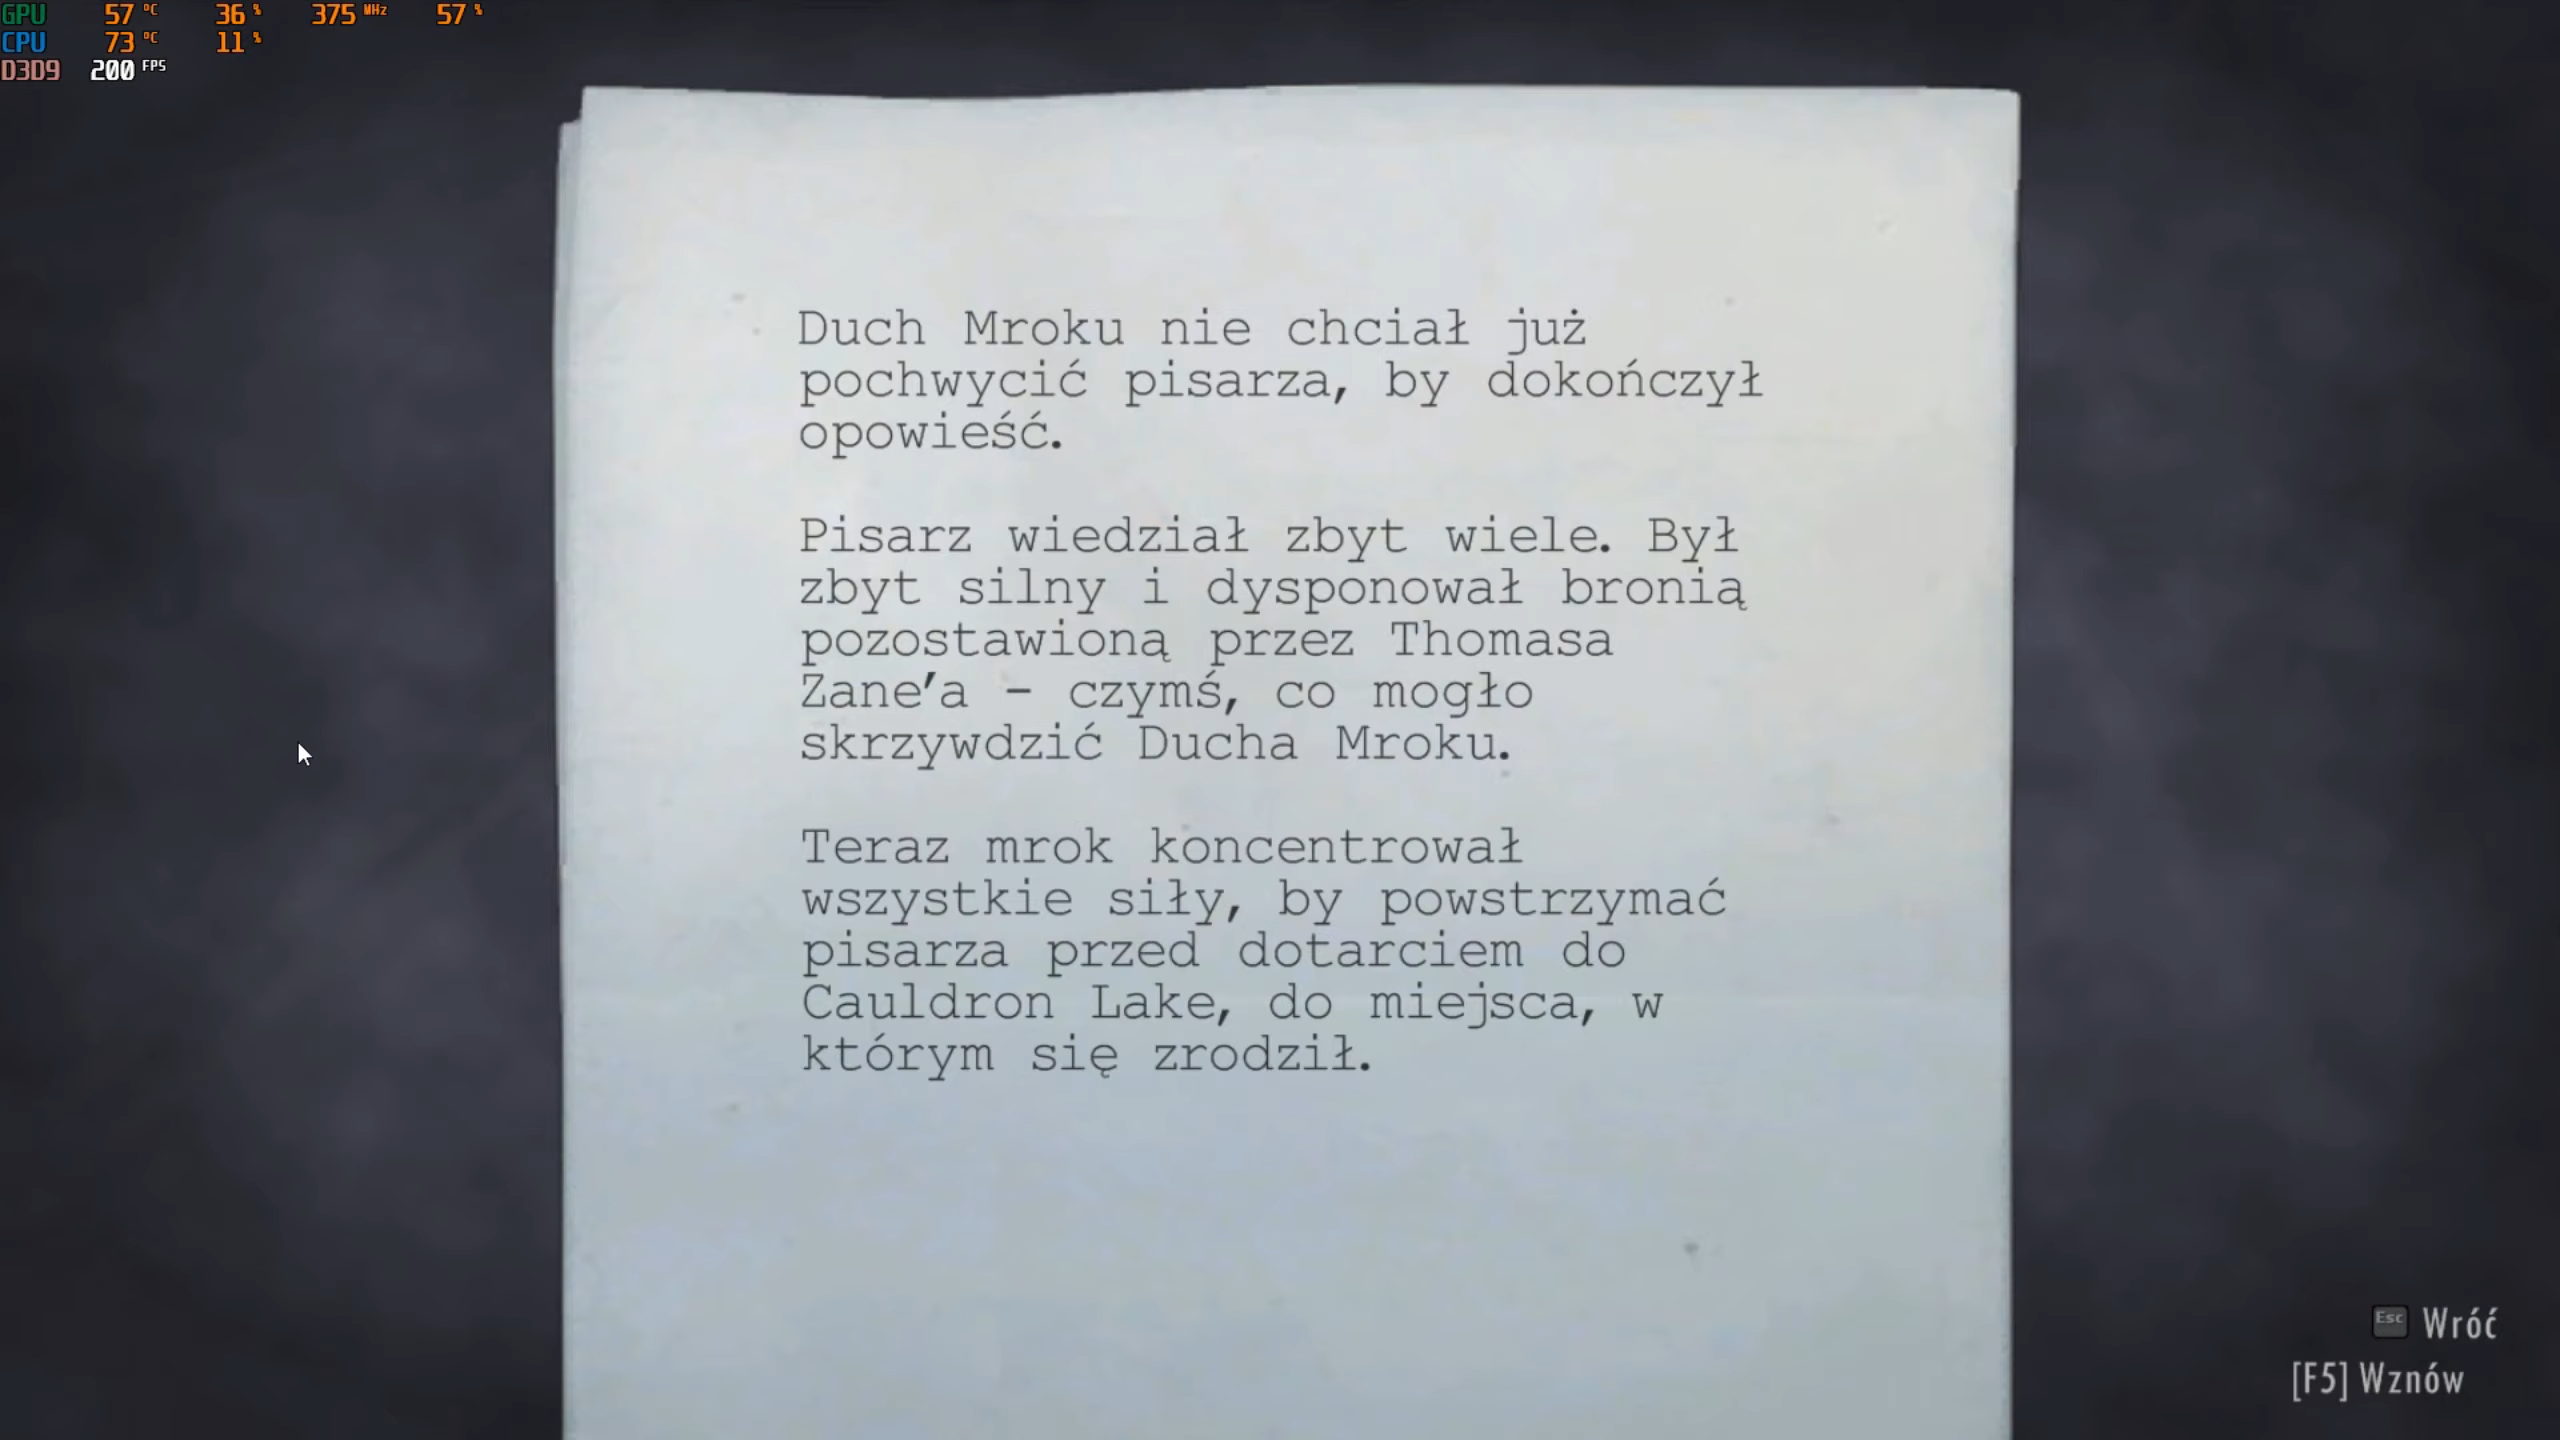 GPU 57 °C 36 % 375 MHz 57 %
CPU 73 °C 11 %
D3D9 200 FPS
Duch Mroku nie chciał już
pochwycić pisarza, by dokończył
opowieść.
Pisarz wiedział zbyt wiele. Był
zbyt silny i dysponował bronią
pozostawioną przez Thomasa
Zane'a – czymś, co mogło
skrzywdzić Ducha Mroku.
Teraz mrok koncentrował
wszystkie siły, by powstrzymać
pisarza przed dotarciem do
Cauldron Lake, do miejsca, w
którym się zrodził.
Esc Wróć
[F5] Wznów